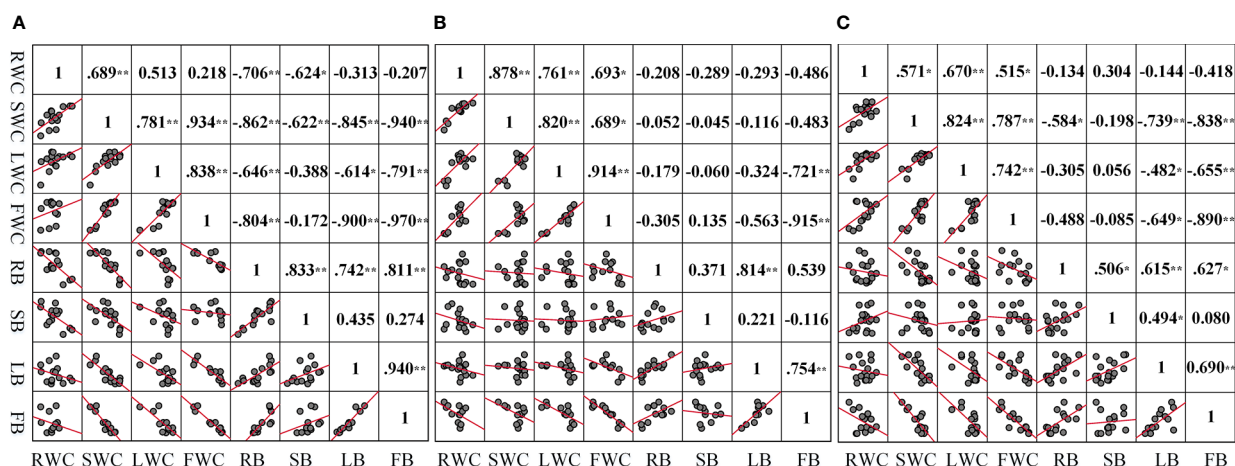 A B C
RWC 1 .689** 0.513 0.218 -.706** -.624* -0.313 -0.207 1 .878** .761** .693* -0.208 -0.289 -0.293 -0.486 1 .571* .670** .515* -0.134 0.304 -0.144 -0.418
SWC 1 .781** .934** -.862** -.622** -.845** -.940** 1 .820** .689* -0.052 -0.045 -0.116 -0.483 1 .824** .787** -.584* -0.198 -.739** -.838**
LWC 1 .838** -.646** -0.388 -.614* -.791** 1 .914** -0.179 -0.060 -0.324 -.721** 1 .742** -0.305 0.056 -.482* -.655**
FWC 1 -.804** -0.172 -.900** -.970** 1 -0.305 0.135 -0.563 -.915** 1 -0.488 -0.085 -.649* -.890**
RB 1 .833** .742** .811** 1 0.371 .814** 0.539 1 .506* .615** .627*
SB 1 0.435 0.274 1 0.221 -0.116 1 0.494* 0.080
LB 1 .940** 1 .754** 1 0.690**
FB 1 1 1
RWC SWC LWC FWC RB SB LB FB RWC SWC LWC FWC RB SB LB FB RWC SWC LWC FWC RB SB LB FB